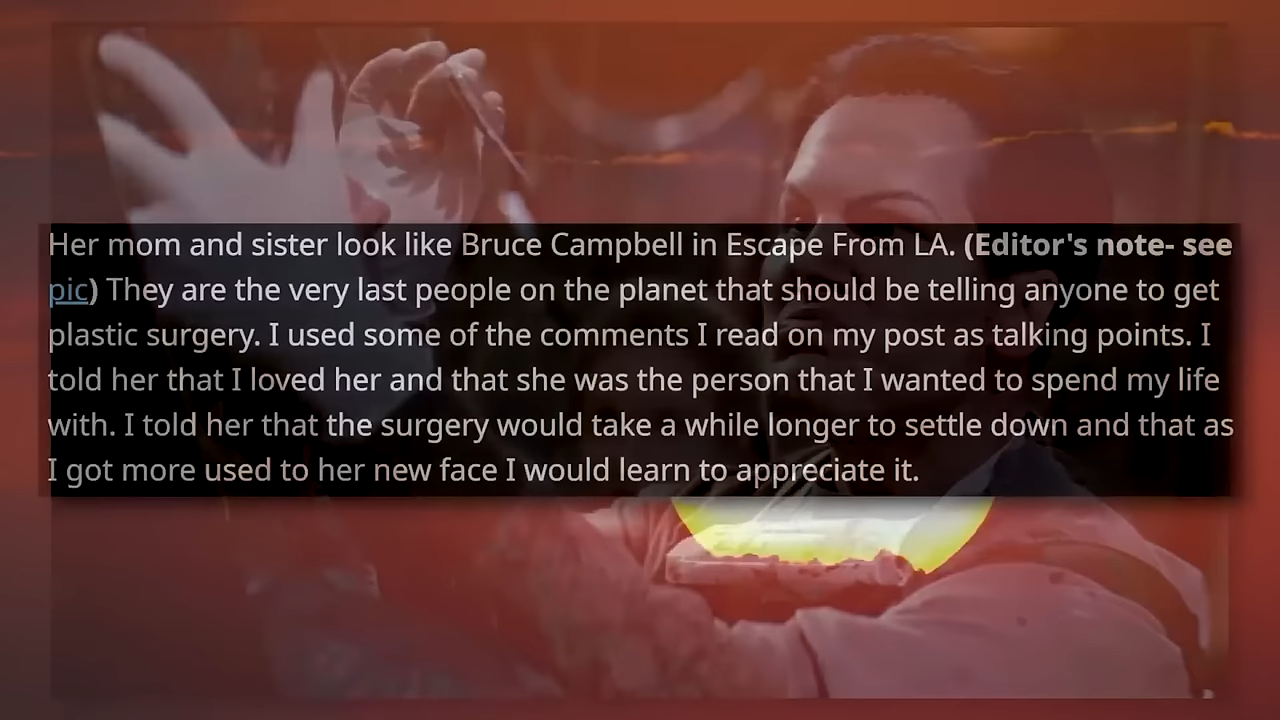 Her mom and sister look like Bruce Campbell in Escape From LA. (Editor's note- see
pic) They are the very last people on the planet that should be telling anyone to get
plastic surgery. I used some of the comments I read on my post as talking points. I
told her that I loved her and that she was the person that I wanted to spend my life
with. I told her that the surgery would take a while longer to settle down and that as
I got more used to her new face I would learn to appreciate it.